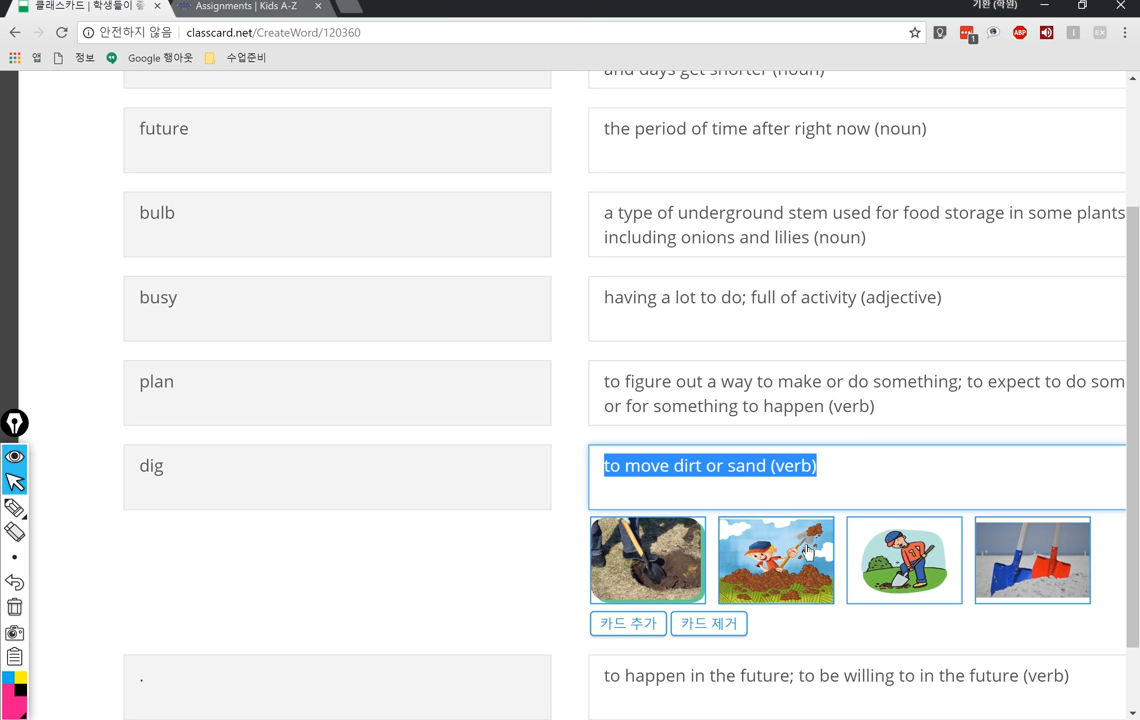 클래스카드 | 학생들이 좋
Assignments | Kids A-Z
기환 (학원)
안전하지 않음
classcard.net/CreateWord/120360
ABP
1
앱
정보
Google 행아웃
수업준비
and days get shorter (noun)
future
the period of time after right now (noun)
bulb
a type of underground stem used for food storage in some plants
including onions and lilies (noun)
busy
having a lot to do; full of activity (adjective)
plan
to figure out a way to make or do something; to expect to do som
or for something to happen (verb)
dig
to move dirt or sand (verb)
카드 추가
카드 제거
.
to happen in the future; to be willing to in the future (verb)